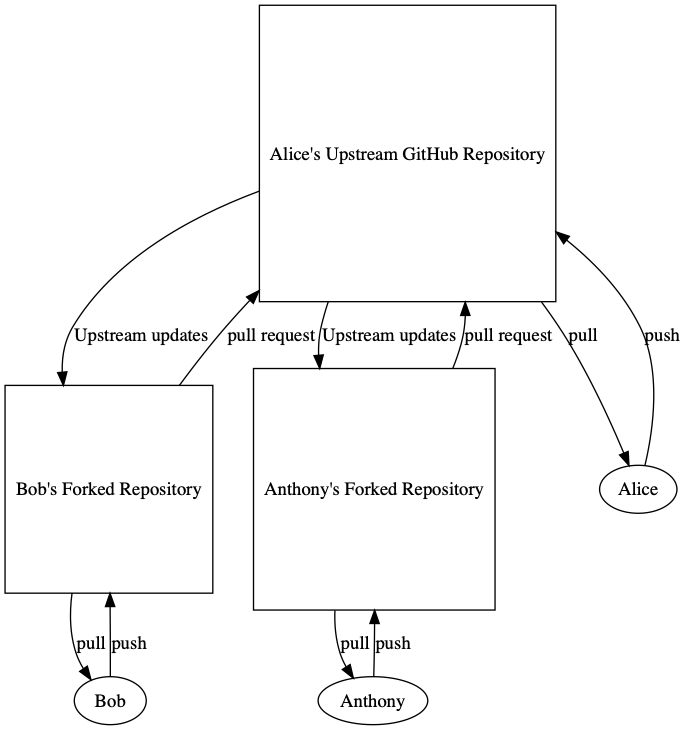 Alice's Upstream GitHub Repository
Upstream updates
pull request
Upstream updates
pull request
pull
push
Bob's Forked Repository
Anthony's Forked Repository
Alice
pull
push
pull
push
Bob
Anthony